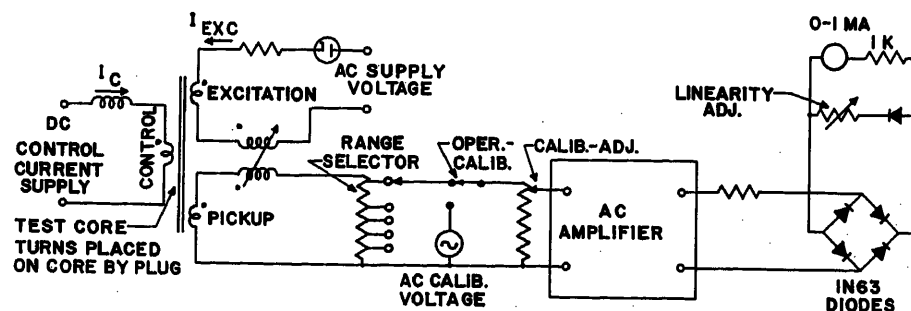 I EXC
I C
DC
CONTROL
CURRENT
SUPPLY
CONTROL
TEST CORE
TURNS PLACED
ON CORE BY PLUG
EXCITATION
PICKUP
AC SUPPLY
VOLTAGE
RANGE
SELECTOR
OPER.-
CALIB.
CALIB.-ADJ.
AC CALIB.
VOLTAGE
AC
AMPLIFIER
0-1 MA
1K
LINEARITY
ADJ.
IN63
DIODES